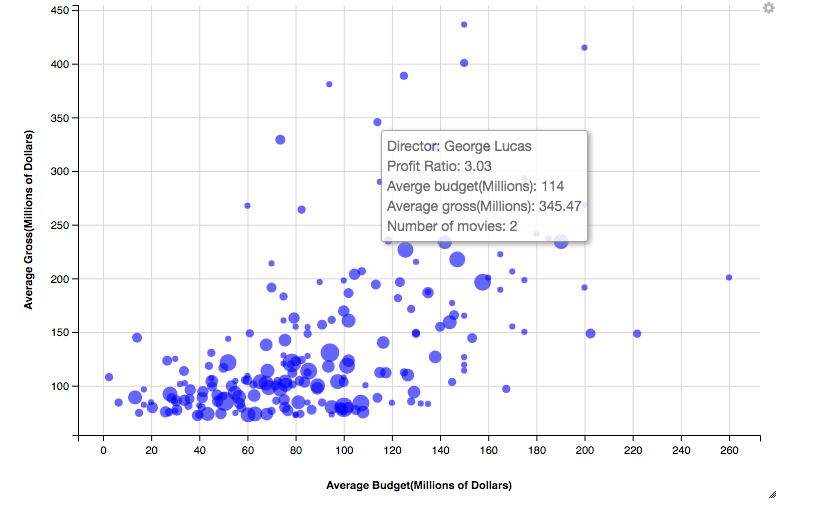 450
400
350
300
250
200
150
100
Average Gross(Millions of Dollars)
Director: George Lucas
Profit Ratio: 3.03
Averge budget(Millions): 114
Average gross(Millions): 345.47
Number of movies: 2
0 20 40 60 80 100 120 140 160 180 200 220 240 260
Average Budget(Millions of Dollars)